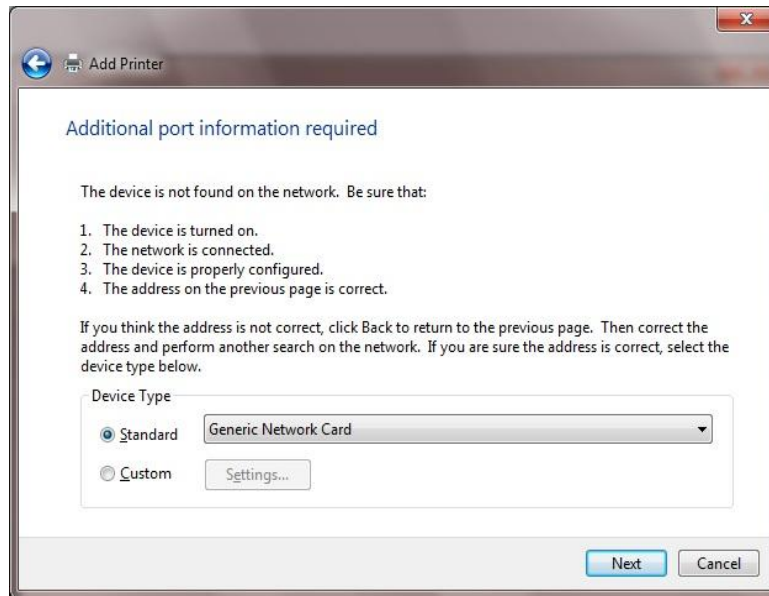 Add Printer
Additional port information required
The device is not found on the network.  Be sure that:
1.   The device is turned on.
2.   The network is connected.
3.   The device is properly configured.
4.   The address on the previous page is correct.
If you think the address is not correct, click Back to return to the previous page.  Then correct the
address and perform another search on the network.  If you are sure the address is correct, select the
device type below.
Device Type
Standard
Generic Network Card
Custom
Settings...
Next
Cancel